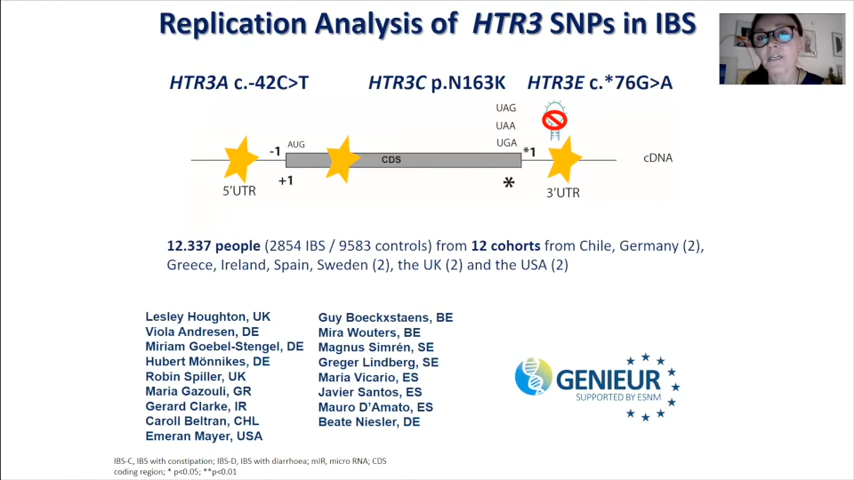 Replication Analysis of HTR3 SNPs in IBS
HTR3A c.-42C>T HTR3C p.N163K HTR3E c.*76G>A
UAG
UAA
UGA
-1 AUG CDS *1 cDNA
+1 *
5'UTR 3'UTR
12.337 people (2854 IBS / 9583 controls) from 12 cohorts from Chile, Germany (2),
Greece, Ireland, Spain, Sweden (2), the UK (2) and the USA (2)
Lesley Houghton, UK
Viola Andresen, DE
Miriam Goebel-Stengel, DE
Hubert Mönnikes, DE
Robin Spiller, UK
Maria Gazouli, GR
Gerard Clarke, IR
Caroll Beltran, CHL
Emeran Mayer, USA
Guy Boeckxstaens, BE
Mira Wouters, BE
Magnus Simrén, SE
Greger Lindberg, SE
Maria Vicario, ES
Javier Santos, ES
Mauro D'Amato, ES
Beate Niesler, DE
GENIEUR
SUPPORTED BY ESNM
IBS-C, IBS with constipation; IBS-D, IBS with diarrhoea; mIR, micro RNA; CDS
coding region; * p<0.05; **p<0.01